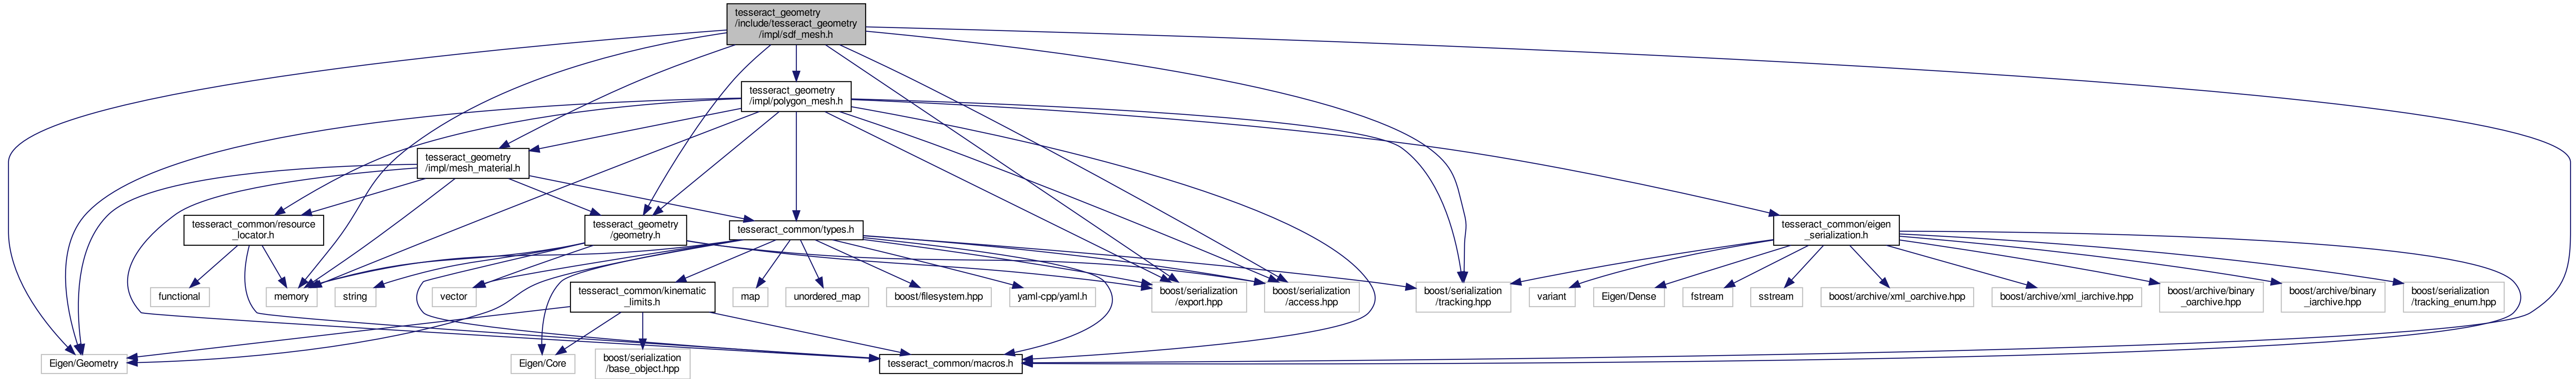 tesseract_geometry
/include/tesseract_geometry
/impl/sdf_mesh.h
tesseract_geometry
/impl/polygon_mesh.h
tesseract_geometry
/impl/mesh_material.h
tesseract_common/resource
_locator.h
tesseract_geometry
/geometry.h
tesseract_common/types.h
tesseract_common/eigen
_serialization.h
functional
memory
string
vector
tesseract_common/kinematic
_limits.h
map
unordered_map
boost/filesystem.hpp
yaml-cpp/yaml.h
boost/serialization
/export.hpp
boost/serialization
/access.hpp
boost/serialization
/tracking.hpp
variant
Eigen/Dense
fstream
sstream
boost/archive/xml_oarchive.hpp
boost/archive/xml_iarchive.hpp
boost/archive/binary
_oarchive.hpp
boost/archive/binary
_iarchive.hpp
boost/serialization
/tracking_enum.hpp
Eigen/Geometry
Eigen/Core
boost/serialization
/base_object.hpp
tesseract_common/macros.h